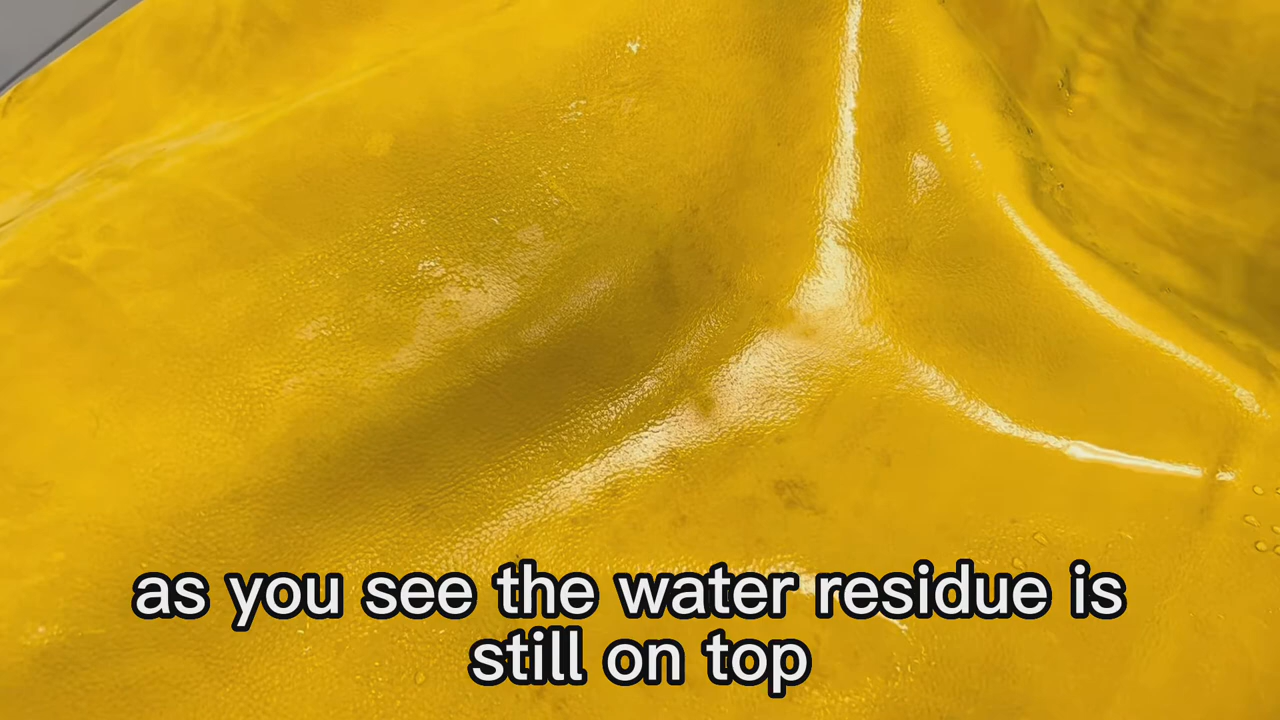 as you see the water residue is
still on top